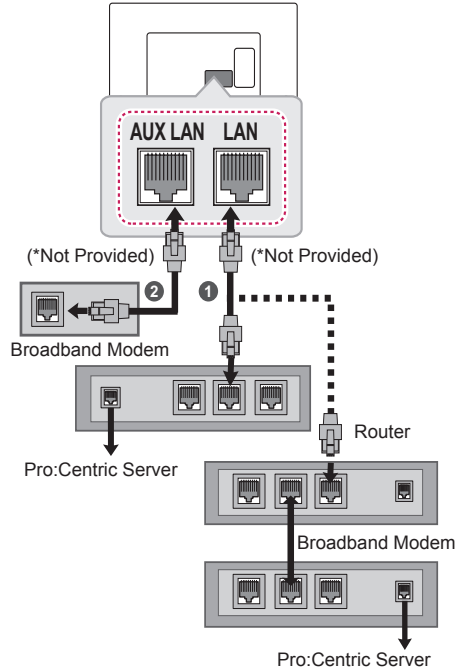 AUX LAN LAN
(*Not Provided) (*Not Provided)
2 1
Broadband Modem
Router
Pro:Centric Server
Broadband Modem
Pro:Centric Server